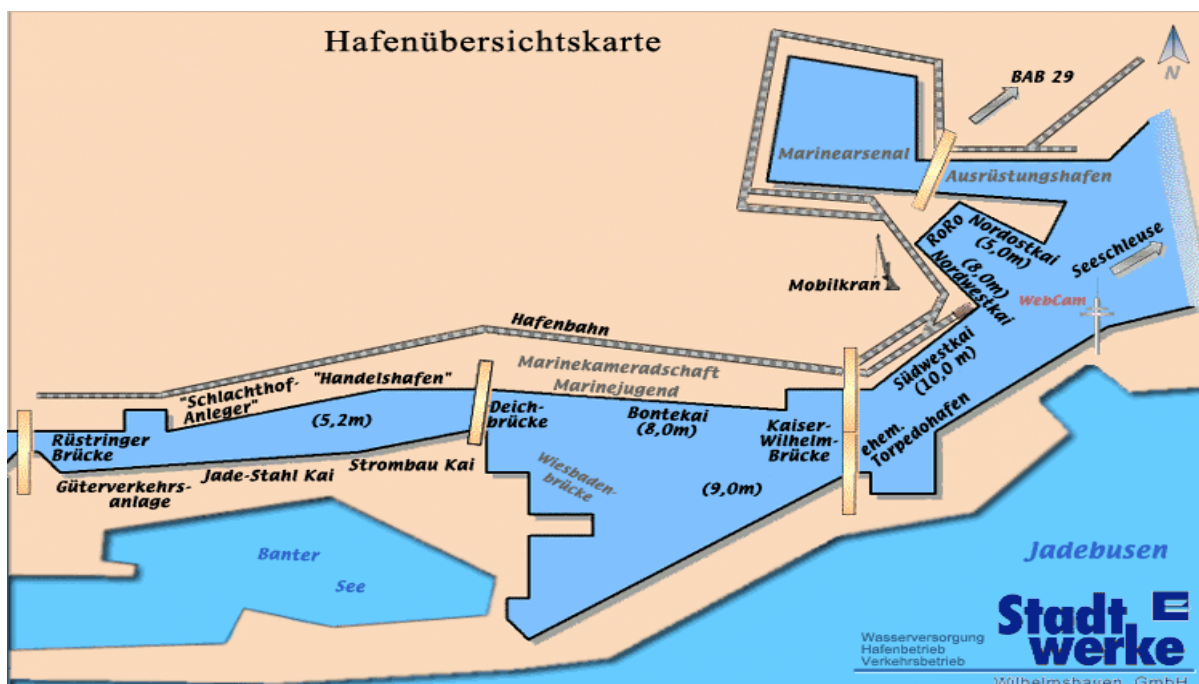 Hafenübersichtskarte
N
BAB 29
Marinearsenal
Ausrüstungshafen
RoRo
Nordostkai
(5,0m)
(8,0m)
Nordwestkai
Seeschleuse
WebCam
Mobilkran
Hafenbahn
Marinekameradschaft
Marinejugend
Südwestkai
(10,0 m)
"Schlachthof-
Anleger"
"Handelshafen"
(5,2m)
Deich-
brücke
Bontekai
(8,0m)
Kaiser-
Wilhelm-
Brücke
ehem.
Torpedohafen
Rüstringer
Brücke
Güterverkehrs-
anlage
Jade-Stahl Kai
Strombau Kai
Wiesbaden-
brücke
(9,0m)
Banter
See
Jadebusen
Stadt
werke
Wasserversorgung
Hafenbetrieb
Verkehrsbetrieb
Wilhelmshaven GmbH